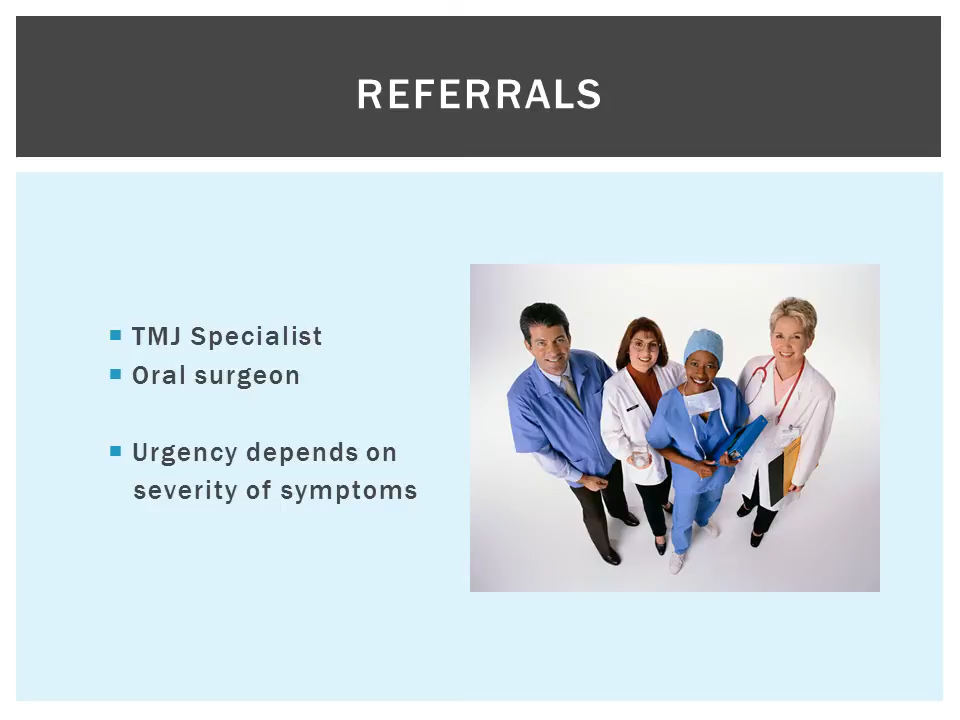 REFERRALS
TMJ Specialist
Oral surgeon
Urgency depends on
severity of symptoms